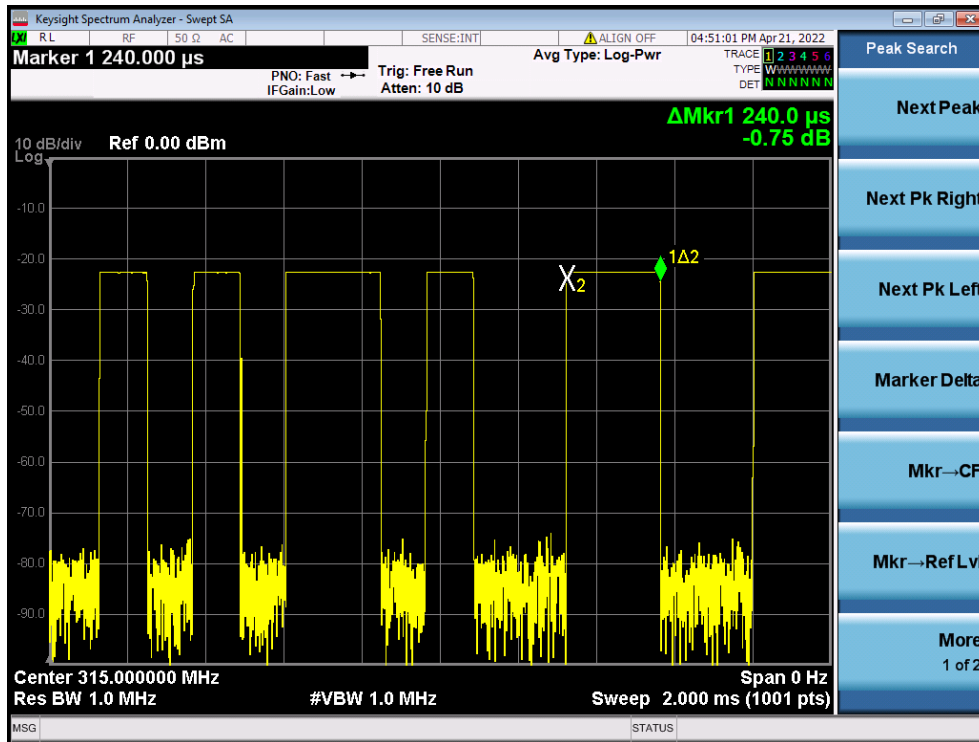 Keysight Spectrum Analyzer - Swept SA
LXI RL RF 50 Ω AC SENSE:INT ALIGN OFF 04:51:01 PM Apr 21, 2022
Marker 1 240.000 µs
PNO: Fast
IFGain:Low
Trig: Free Run
Atten: 10 dB
Avg Type: Log-Pwr
TRACE 1 2 3 4 5 6
TYPE WWWWWW
DET N N N N N N
Peak Search
Next Peak
Next Pk Right
Next Pk Left
Marker Delta
Mkr→CF
Mkr→Ref Lvl
More
1 of 2
ΔMkr1 240.0 µs
-0.75 dB
10 dB/div Ref 0.00 dBm
Log
-10.0
-20.0
-30.0
-40.0
-50.0
-60.0
-70.0
-80.0
-90.0
X2
1Δ2
Center 315.000000 MHz Span 0 Hz
Res BW 1.0 MHz #VBW 1.0 MHz Sweep 2.000 ms (1001 pts)
MSG STATUS